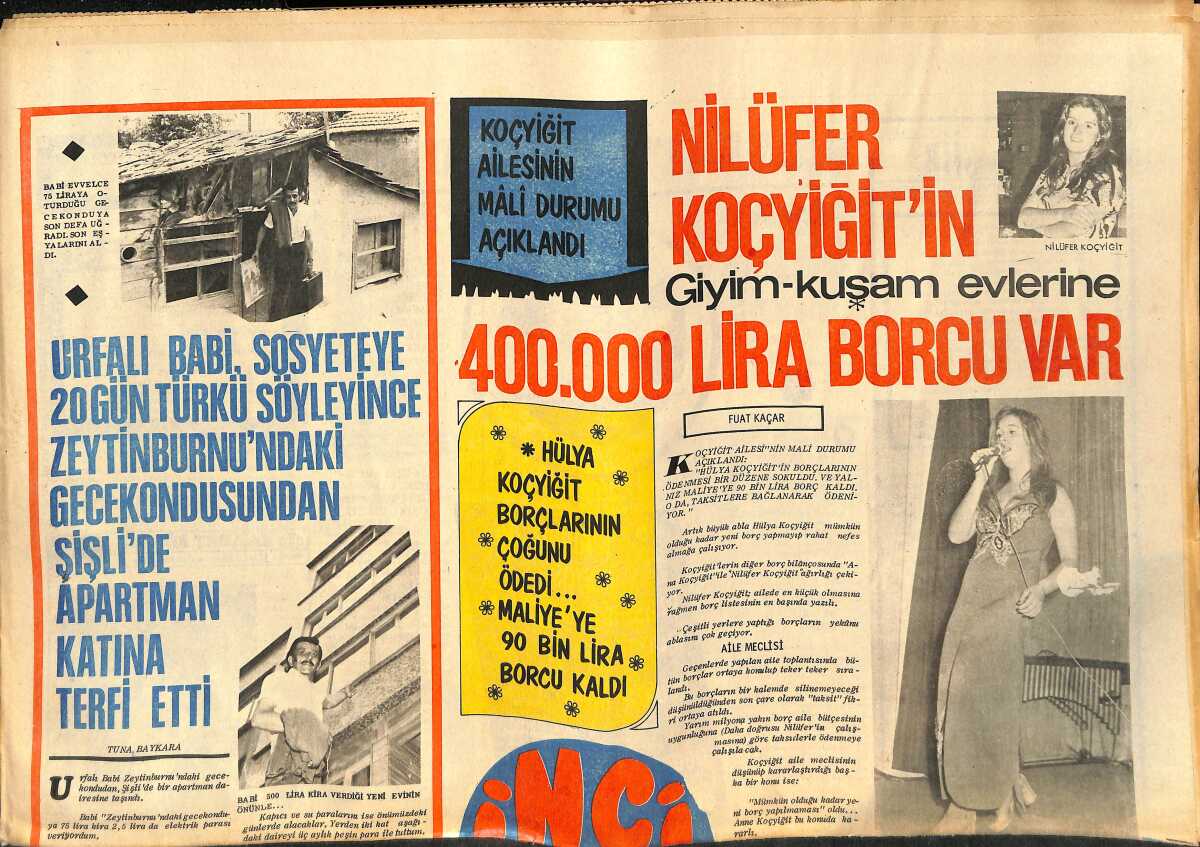 BABİ EVVELCE
75 LİRAYA O-
TURDUĞU GE-
CEKONDUYA
SON DEFA UĞ-
RADI. SON EŞ-
YALARINI AL-
DI.
URFALI BABİ, SOSYETEYE
20 GÜN TÜRKÜ SÖYLEYİNCE
ZEYTİNBURNU'NDAKİ
GECEKONDUSUNDAN
ŞİŞLİ'DE
APARTMAN
KATINA
TERFİ ETTİ
TUNA, BAYKARA
Urfalı Babi Zeytinburnu'ndaki gece-
kondudan, Şişli'de bir apartman da-
iresine taşındı.
Babi "Zeytinburnu'ndaki gecekondu-
ya 75 lira kira 2,5 lira da elektrik parası
veriyordum.
BABİ 500 LİRA KİRA VERDİĞİ YENİ EVİNİN
ÖNÜNDE...
Kapıcı ve su paralarını ise önümüzdeki
günlerde alacaklar. Yerden iki kat aşağı-
daki daireyi üç aylık peşin para ile tuttum.
KOÇYİĞİT
AİLESİNİN
MÂLİ DURUMU
AÇIKLANDI
NİLÜFER
KOÇYİĞİT'İN
Giyim-kuşam evlerine
400.000 LİRA BORCU VAR
NİLÜFER KOÇYİĞİT
* HÜLYA
KOÇYİĞİT
BORÇLARININ
ÇOĞUNU
ÖDEDİ...
MALİYE'YE
90 BİN LİRA
BORCU KALDI
İNCİ
FUAT KAÇAR
KOÇYİĞİT AİLESİ"NİN MALİ DURUMU
AÇIKLANDI:
"HÜLYA KOÇYİĞİT'İN BORÇLARININ
ÖDENMESİ BİR DÜZENE SOKULDU. VE YAL-
NIZ MALİYE'YE 90 BİN LİRA BORÇ KALDI.
O DA, TAKSİTLERE BAĞLANARAK ÖDENİ-
YOR."
Artık büyük abla Hülya Koçyiğit mümkün
olduğu kadar yeni borç yapmayıp rahat nefes
almağa çalışıyor.
Koçyiğit'lerin diğer borç bilânçosunda "A-
na Koçyiğit"ile "Nilüfer Koçyiğit"ağırlığı çeki-
yor.
Nilüfer Koçyiğit; ailede en küçük olmasına
rağmen borç listesinin en başında yazılı.
Çeşitli yerlere yaptığı borçların yekûnu
ablasını çok geçiyor.
AİLE MECLİSİ
Geçenlerde yapılan aile toplantısında bü-
tün borçlar ortaya konulup teker teker sıra-
landı.
Bu borçların bir kalemde silinemeyeceği
düşünüldüğünden son çare olarak "taksit" fik-
ri ortaya atıldı.
Yarım milyona yakın borç aile bütçesinin
uygunluğuna (Daha doğrusu Nilüfer'in çalış-
masına) göre taksitlerle ödenmeye
çalışılacak.
Koçyiğit aile meclisinin
düşünüp kararlaştırdığı baş-
ka bir konu ise:
"Mümkün olduğu kadar ye-
ni borç yapılmaması" oldu...
Anne Koçyiğit bu konuda ka-
rarlı.